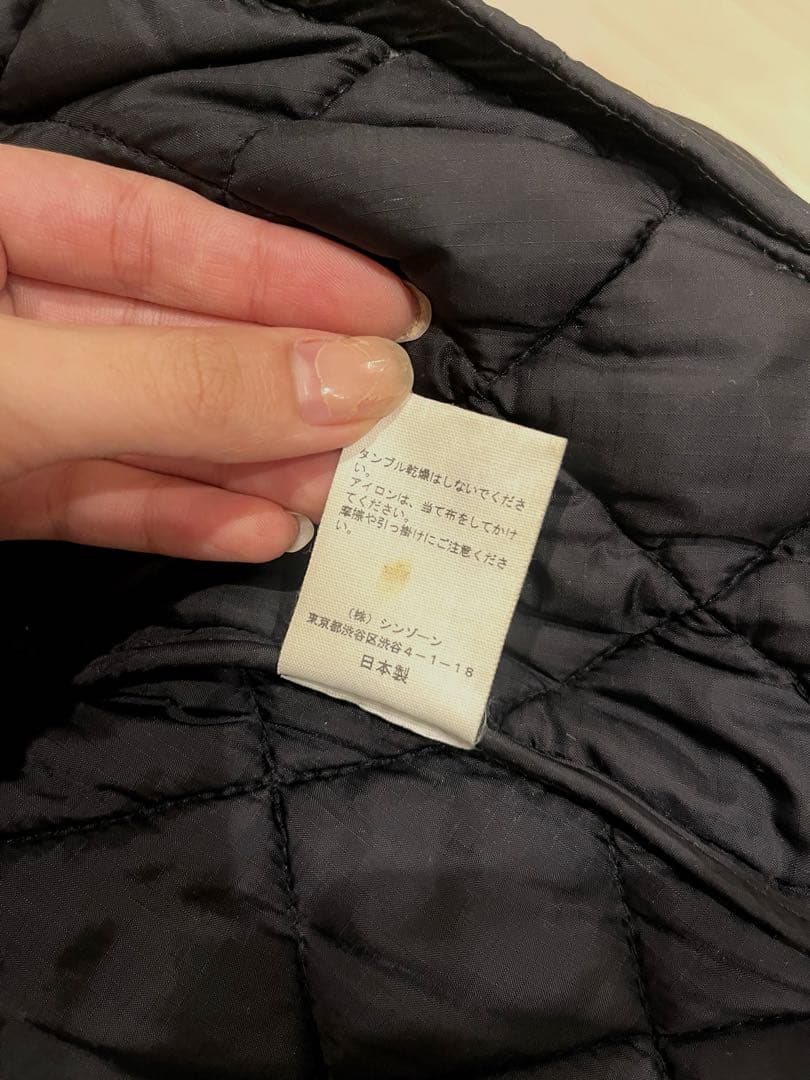 タンブル乾燥はしないでくださ
い。
アイロンは、当て布をしてかけ
てください。
摩擦や引っ掛けにご注意くださ
い。
(株)シンゾーン
東京都渋谷区渋谷4-1-18
日本製